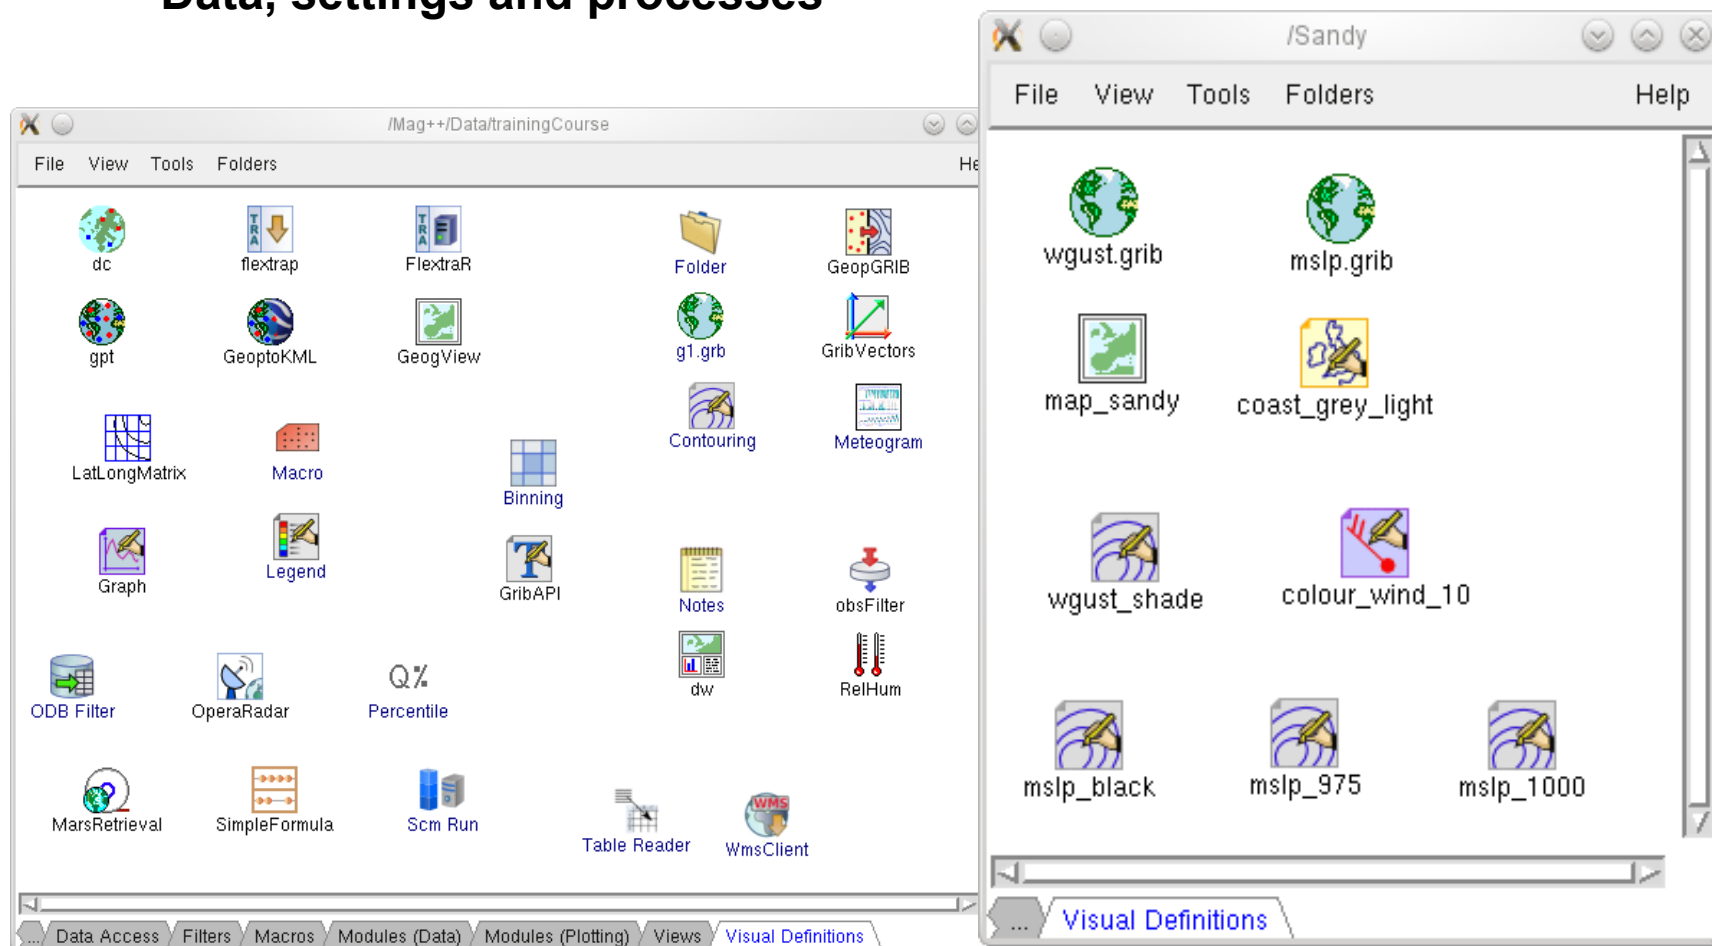 Data, settings and processes
/Mag++/Data/trainingCourse
File View Tools Folders He
dc flextrap FlextraR Folder GeopGRIB
gpt GeoptoKML GeogView g1.grb GribVectors
Contouring Meteogram
LatLongMatrix Macro Binning
Graph Legend GribAPI Notes obsFilter
dw RelHum
ODB Filter OperaRadar Percentile
MarsRetrieval SimpleFormula Scm Run Table Reader WmsClient
... Data Access Filters Macros Modules (Data) Modules (Plotting) Views Visual Definitions
/Sandy
File View Tools Folders Help
wgust.grib mslp.grib
map_sandy coast_grey_light
wgust_shade colour_wind_10
mslp_black mslp_975 mslp_1000
... Visual Definitions
TRA
TRA
Q%
WMS